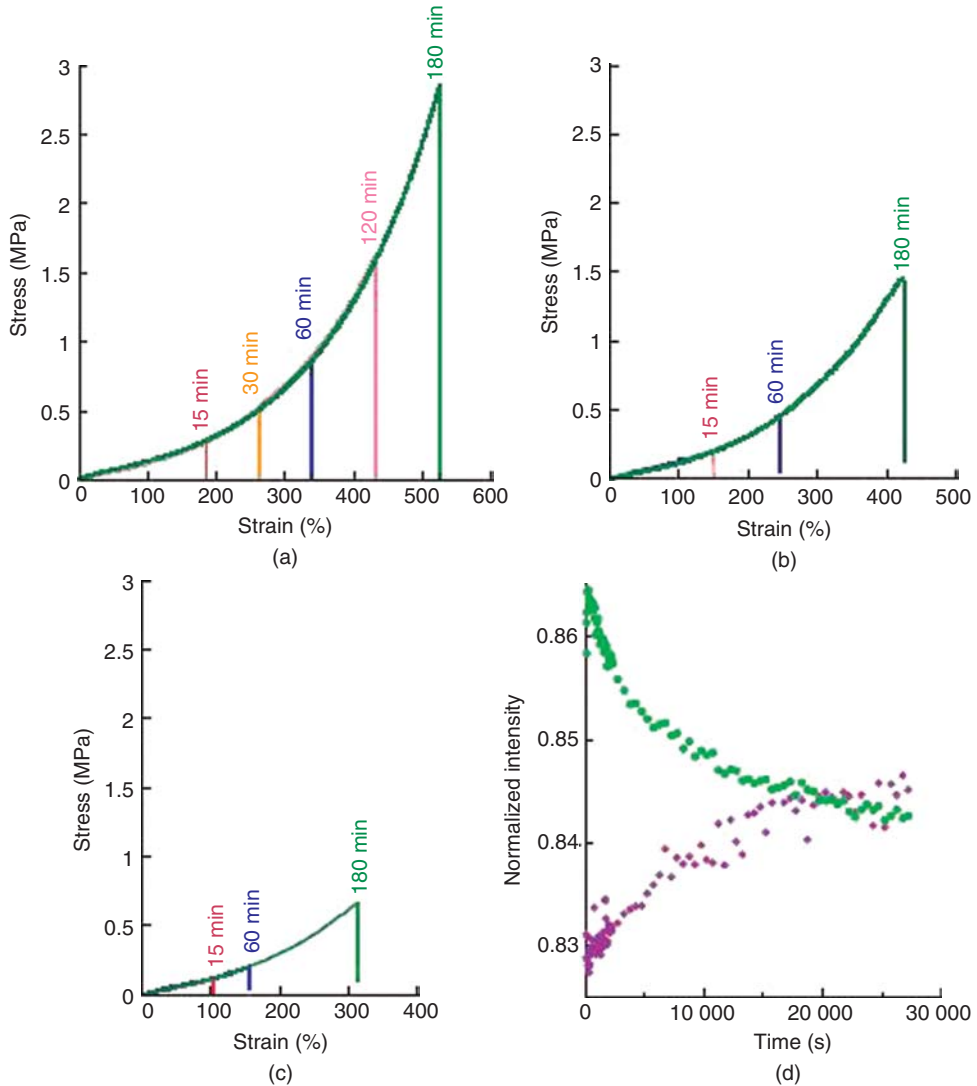 3
2.5
2
1.5
1
0.5
0
Stress (MPa)
15 min
30 min
60 min
120 min
180 min
0 100 200 300 400 500 600
Strain (%)
(a)
3
2.5
2
1.5
1
0.5
0
Stress (MPa)
15 min
60 min
180 min
0 100 200 300 400 500
Strain (%)
(b)
3
2.5
2
1.5
1
0.5
0
Stress (MPa)
15 min
60 min
180 min
0 100 200 300 400
Strain (%)
(c)
0.86
0.85
0.84.
0.83
Normalized intensity
0 10 000 20 000 30 000
Time (s)
(d)